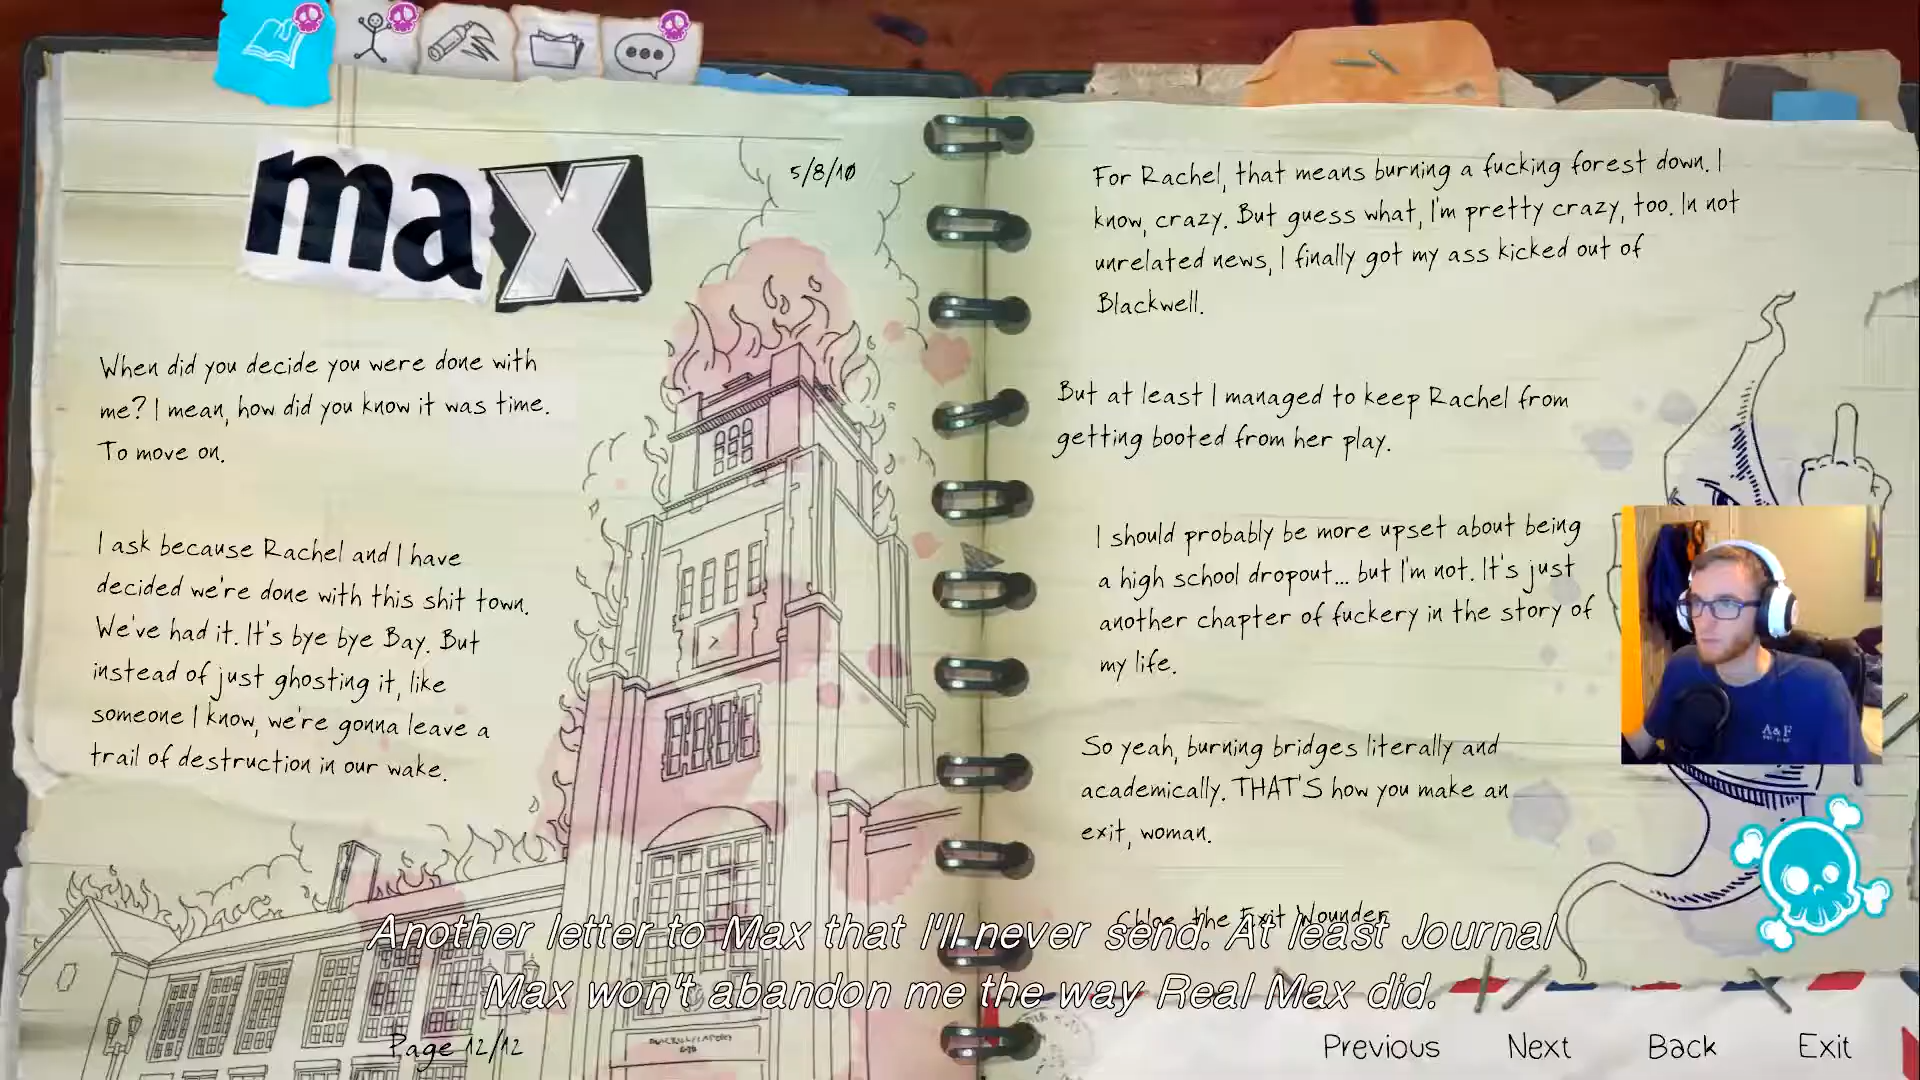 max
5/8/10
When did you decide you were done with
me? I mean, how did you know it was time.
To move on.
I ask because Rachel and I have
decided we're done with this shit town.
We've had it. It's bye bye Bay. But
instead of just ghosting it, like
someone I know, we're gonna leave a
trail of destruction in our wake.
Page 12/12
For Rachel, that means burning a fucking forest down. I
know, crazy. But guess what, I'm pretty crazy, too. In not
unrelated news, I finally got my ass kicked out of
Blackwell.
But at least I managed to keep Rachel from
getting booted from her play.
I should probably be more upset about being
a high school dropout... but I'm not. It's just
another chapter of fuckery in the story of
my life.
So yeah, burning bridges literally and
academically. THAT'S how you make an
exit, woman.
Chloe the Exit Wounder
Another letter to Max that I'll never send. At least Journal
Max won't abandon me the way Real Max did.
A&F
Previous
Next
Back
Exit